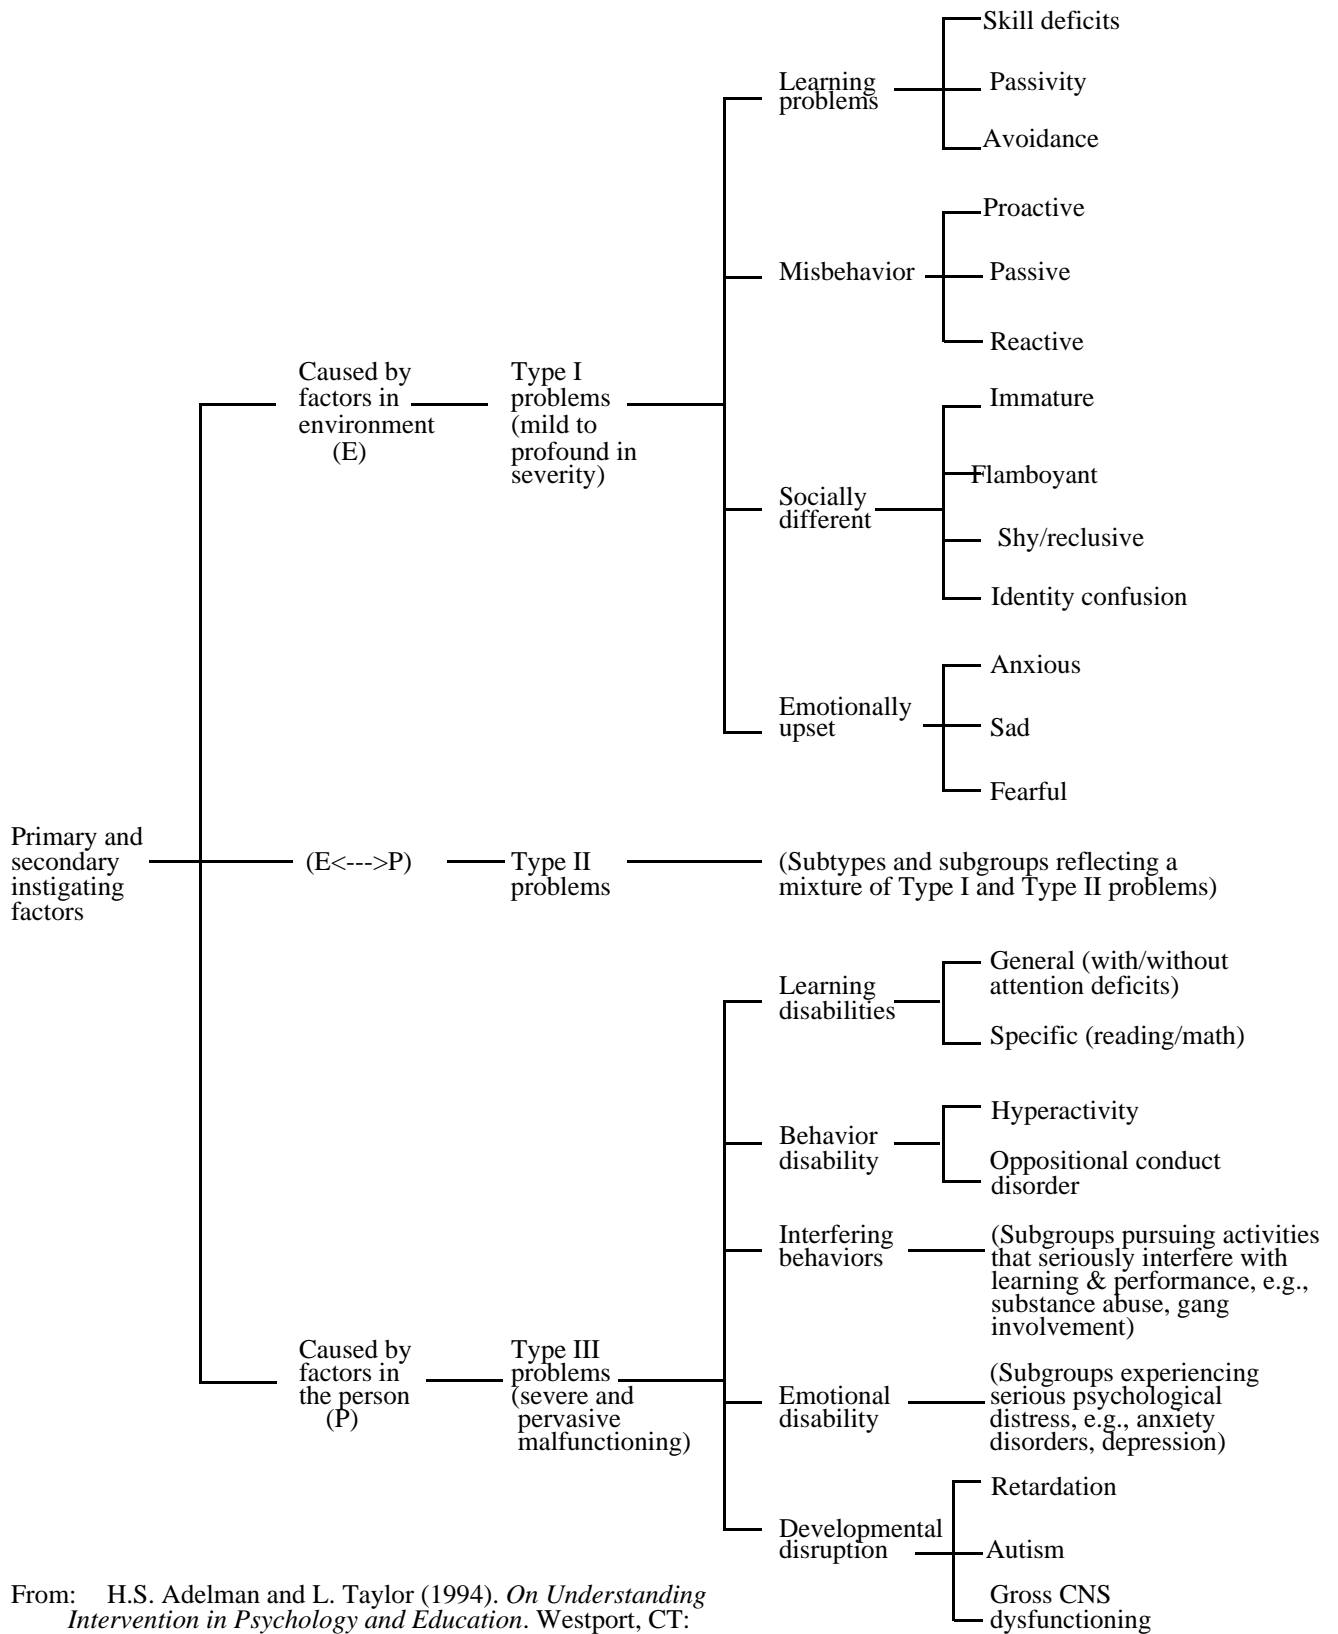 Skill deficits
Learning
problems
Passivity
Avoidance
Proactive
Misbehavior
Passive
Reactive
Caused by
factors in
environment
(E)
Type I
problems
(mild to
profound in
severity)
Immature
Flamboyant
Socially
different
Shy/reclusive
Identity confusion
Anxious
Emotionally
upset
Sad
Fearful
Primary and
secondary
instigating
factors
(E<--->P)
Type II
problems
(Subtypes and subgroups reflecting a
mixture of Type I and Type II problems)
Learning
disabilities
General (with/without
attention deficits)
Specific (reading/math)
Behavior
disability
Hyperactivity
Oppositional conduct
disorder
Interfering
behaviors
(Subgroups pursuing activities
that seriously interfere with
learning & performance, e.g.,
substance abuse, gang
involvement)
Caused by
factors in
the person
(P)
Type III
problems
(severe and
pervasive
malfunctioning)
Emotional
disability
(Subgroups experiencing
serious psychological
distress, e.g., anxiety
disorders, depression)
Developmental
disruption
Retardation
Autism
Gross CNS
dysfunctioning
From: H.S. Adelman and L. Taylor (1994). On Understanding
Intervention in Psychology and Education. Westport, CT: